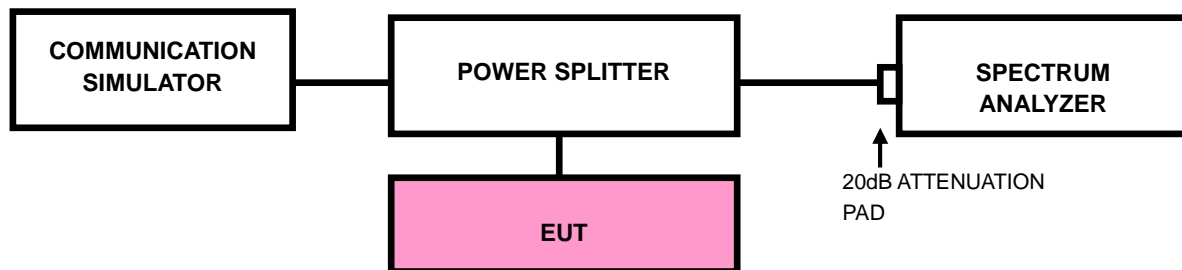 COMMUNICATION
SIMULATOR
POWER SPLITTER
SPECTRUM
ANALYZER
20dB ATTENUATION
PAD
EUT